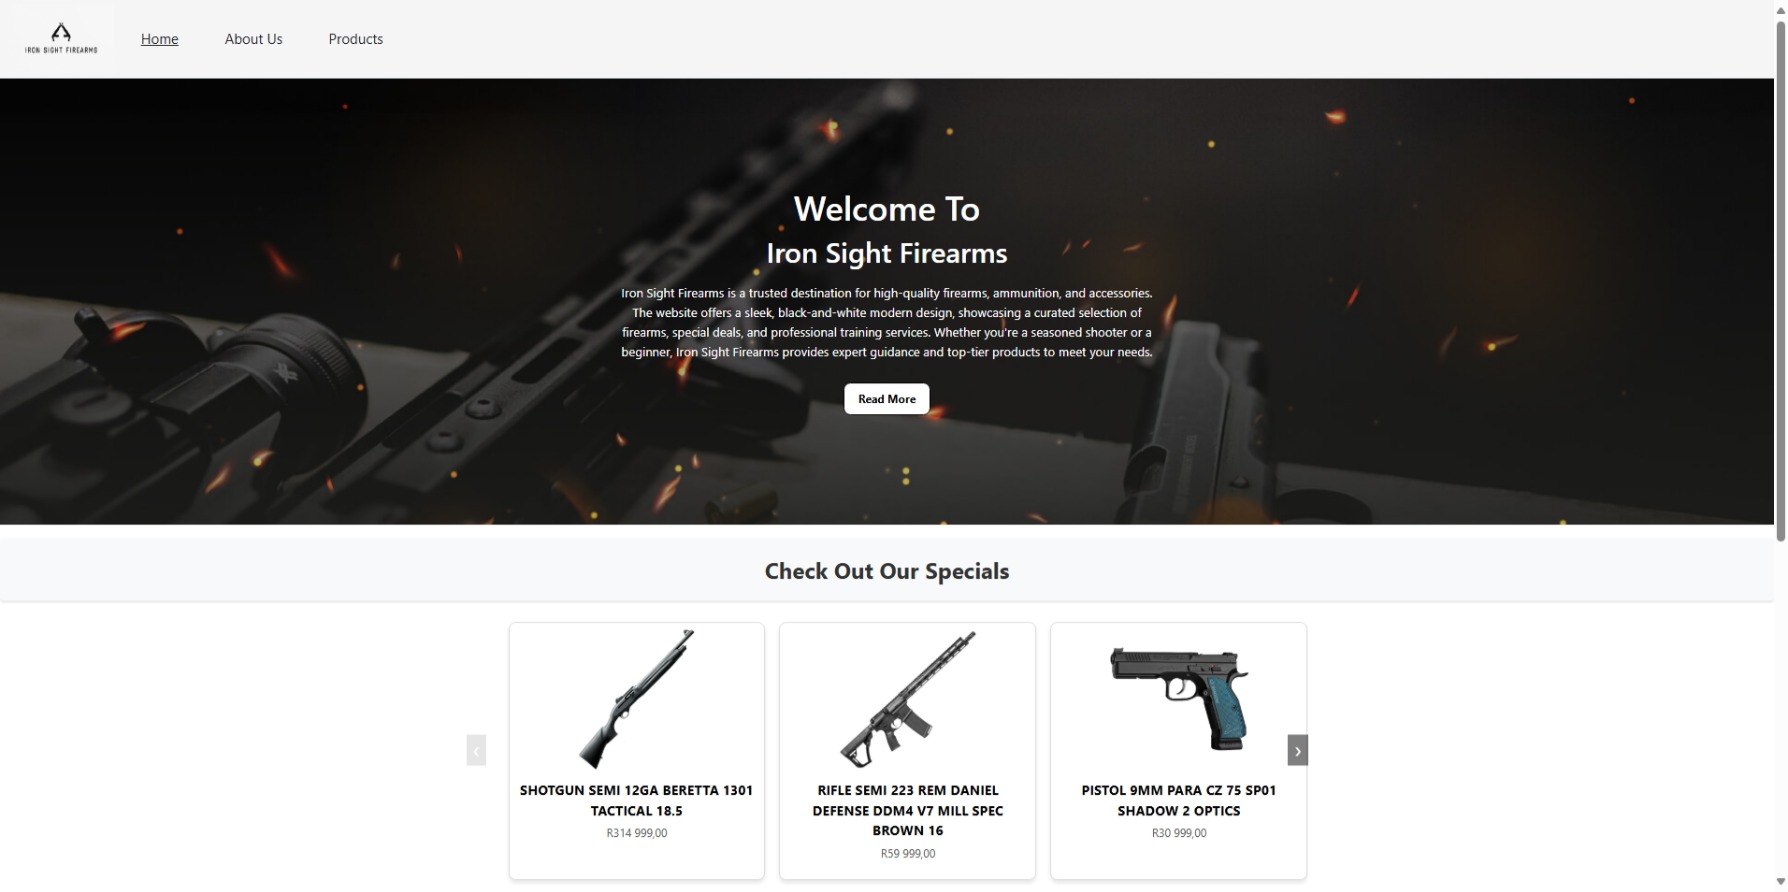 IRON SIGHT FIREARMS
Home
About Us
Products
Welcome To
Iron Sight Firearms
Iron Sight Firearms is a trusted destination for high-quality firearms, ammunition, and accessories.
The website offers a sleek, black-and-white modern design, showcasing a curated selection of
firearms, special deals, and professional training services. Whether you're a seasoned shooter or a
beginner, Iron Sight Firearms provides expert guidance and top-tier products to meet your needs.
Read More
Check Out Our Specials
SHOTGUN SEMI 12GA BERETTA 1301
TACTICAL 18.5
R314 999,00
RIFLE SEMI 223 REM DANIEL
DEFENSE DDM4 V7 MILL SPEC
BROWN 16
R59 999,00
PISTOL 9MM PARA CZ 75 SP01
SHADOW 2 OPTICS
R30 999,00